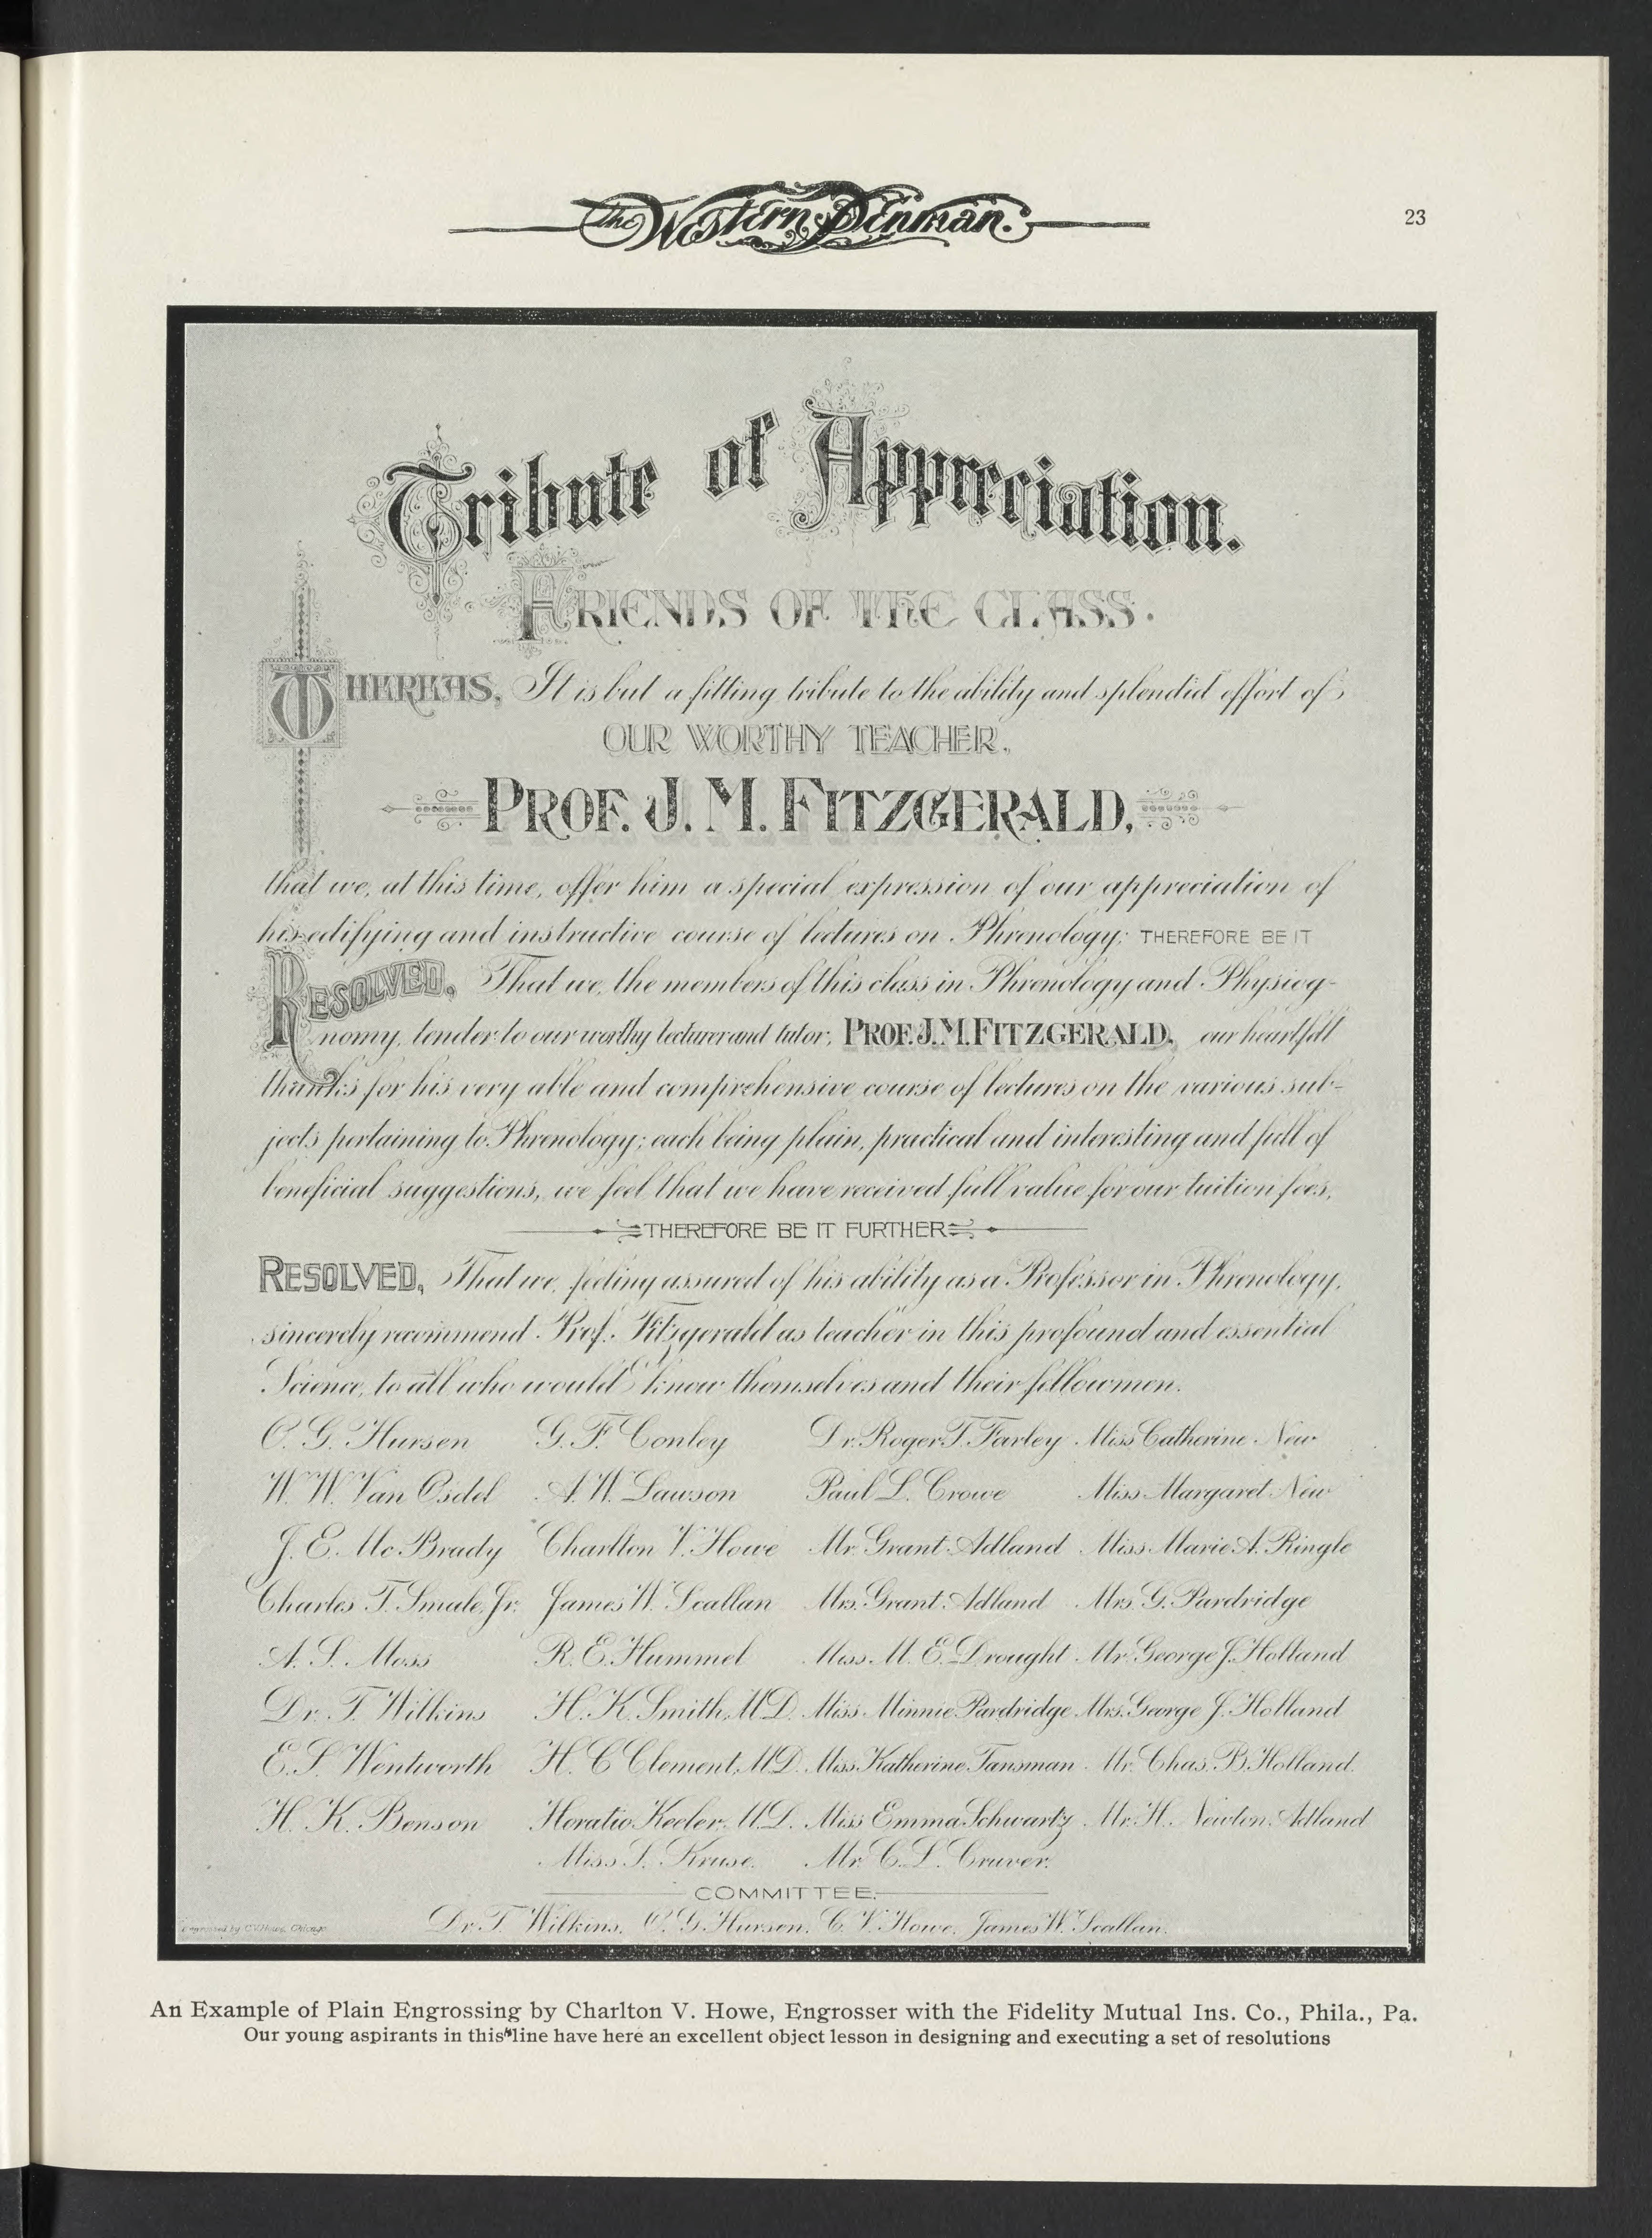 The Western Penman.
23
Tribute of Appreciation.
FRIENDS OF THE CLASS.
WHEREAS, It is but a fitting tribute to the ability and splendid effort of
OUR WORTHY TEACHER,
PROF. J. M. FITZGERALD,
that we, at this time, offer him a special expression of our appreciation of
his edifying and instructive course of lectures on Phrenology; THEREFORE BE IT
RESOLVED, That we, the members of this class in Phrenology and Physiog-
nomy, tender to our worthy lecturer and tutor, PROF. J. M. FITZGERALD, our heartfelt
thanks for his very able and comprehensive course of lectures on the various sub-
jects pertaining to Phrenology; each being plain, practical and interesting and full of
beneficial suggestions, we feel that we have received full value for our tuition fees,
THEREFORE BE IT FURTHER
RESOLVED, That we, feeling assured of his ability as a Professor in Phrenology,
sincerely recommend Prof. Fitzgerald as teacher in this profound and essential
Science, to all who would know themselves and their fellowmen.
C. G. Hursen G. F. Conley Dr. Roger T. Farley Miss Catherine New
W. W. Van Osdel A. W. Lawson Paul L. Crowe Miss Margaret New
J. E. McBrady Charlton V. Howe Mr. Grant Adland Miss Marie A. Ringle
Charles T. Smale, Jr. James W. Scallan Mrs. Grant Adland Mrs. G. Pardridge
A. S. Moss R. E. Hummel Miss M. E. Drought Mr. George J. Holland
Dr. T. Wilkins H. K. Smith, M.D. Miss Minnie Pardridge Mrs. George J. Holland
E. S. Wentworth H. C. Clement, M.D. Miss Katherine Tansman Mr. Chas. B. Holland.
H. K. Benson Horatio Keeler, M.D. Miss Emma Schwartz Mr. H. Newton Adland
Miss S. Kruse. Mr. C. L. Cruver.
COMMITTEE.
Dr. T. Wilkins, C. G. Hursen, C. V. Howe, James W. Scallan.
Engrossed by C.V.Howe, Chicago
An Example of Plain Engrossing by Charlton V. Howe, Engrosser with the Fidelity Mutual Ins. Co., Phila., Pa.
Our young aspirants in this line have here an excellent object lesson in designing and executing a set of resolutions